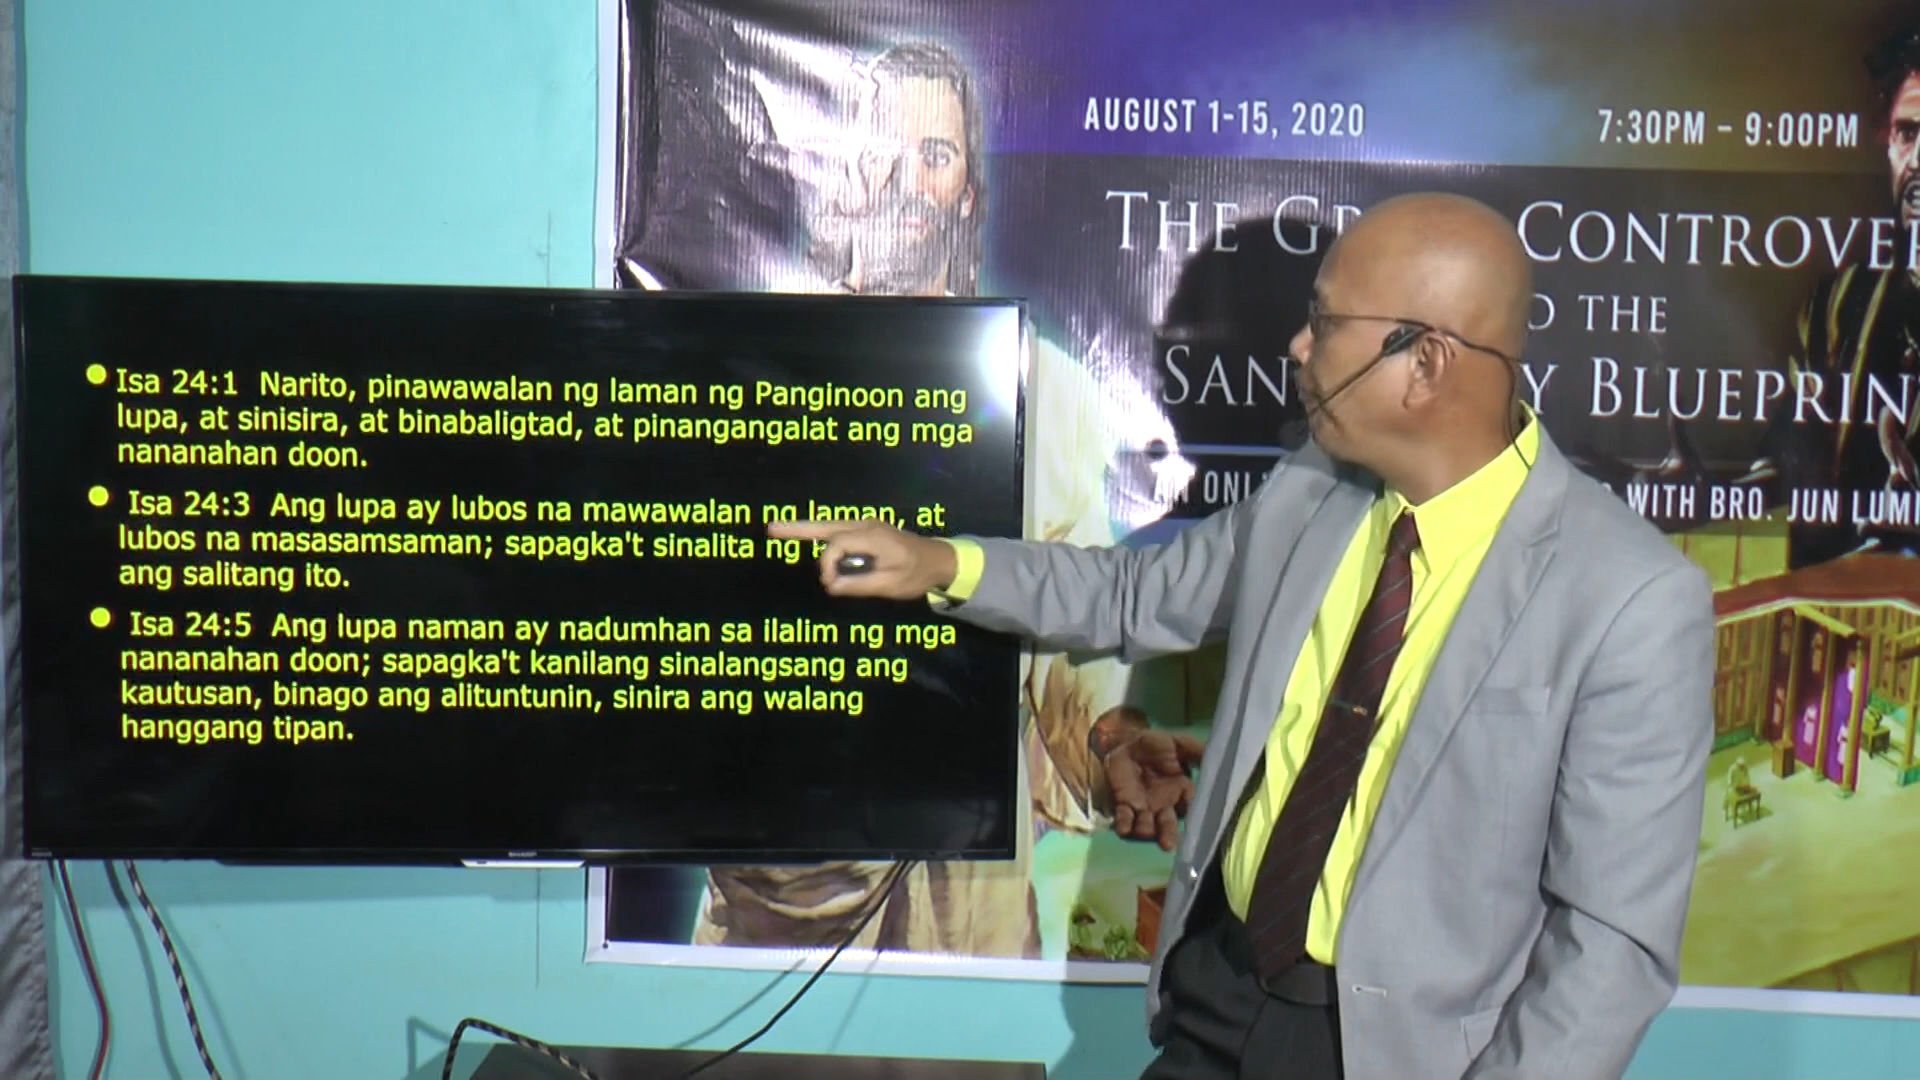 AUGUST 1-15, 2020
7:30PM - 9:00PM
THE CONTROVER
THE
BLUEPRIN
WITH BRO. JUN
Isa 24:1 Narito, pinawawalan ng laman ng Panginoon ang
lupa, at sinisira, at binabaligtad, at pinangangalat ang mga
nananahan doon.
Isa 24:3 Ang lupa ay lubos na mawawalan ng laman, at
lubos na masasamsaman; sapagka't sinalita ng
ang salitang ito.
Isa 24:5 Ang lupa naman ay nadumhan sa ilalim ng mga
nananahan doon; sapagka't kanilang sinalangsang ang
kautusan, binago ang alituntunin, sinira ang walang
hanggang tipan.
SHARP